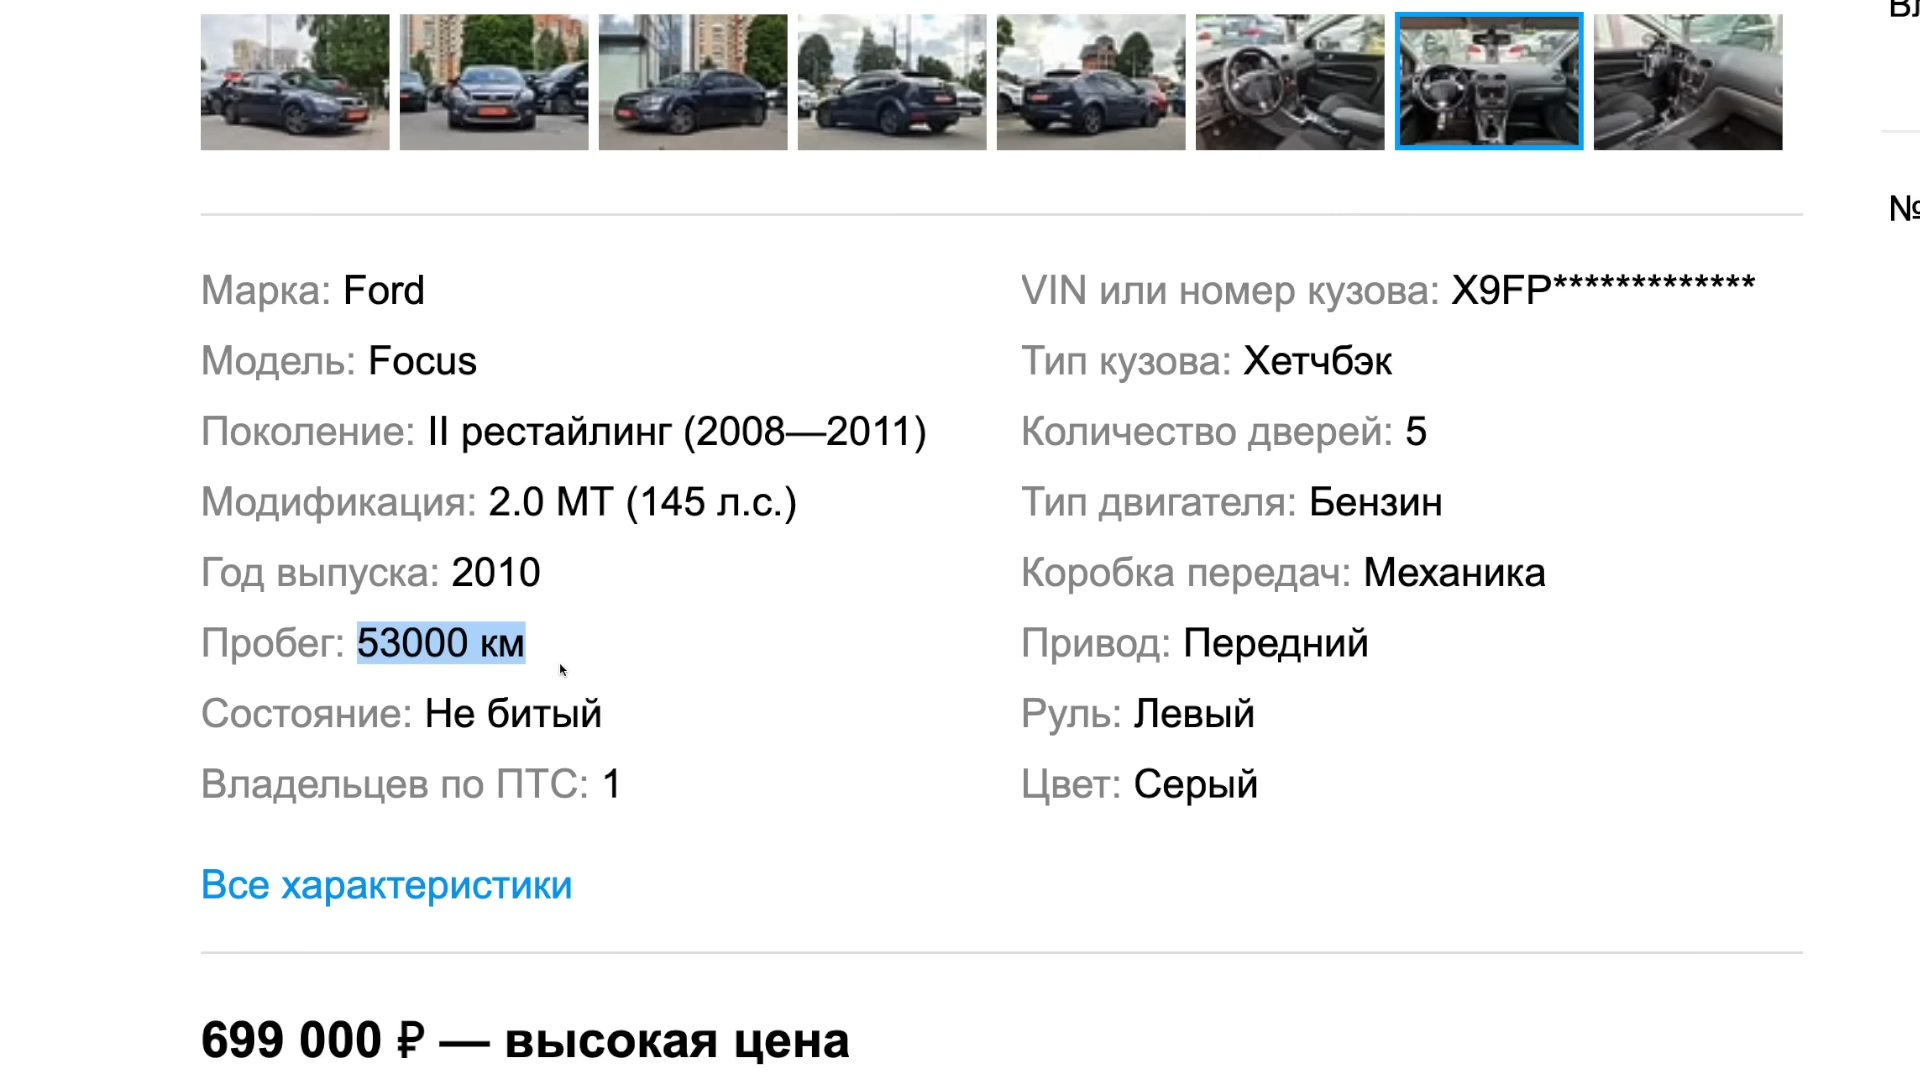 Вл
№
Марка: Ford
Модель: Focus
Поколение: II рестайлинг (2008—2011)
Модификация: 2.0 MT (145 л.с.)
Год выпуска: 2010
Пробег: 53000 км
Состояние: Не битый
Владельцев по ПТС: 1
VIN или номер кузова: X9FP*************
Тип кузова: Хетчбэк
Количество дверей: 5
Тип двигателя: Бензин
Коробка передач: Механика
Привод: Передний
Руль: Левый
Цвет: Серый
Все характеристики
699 000 ₽ — высокая цена